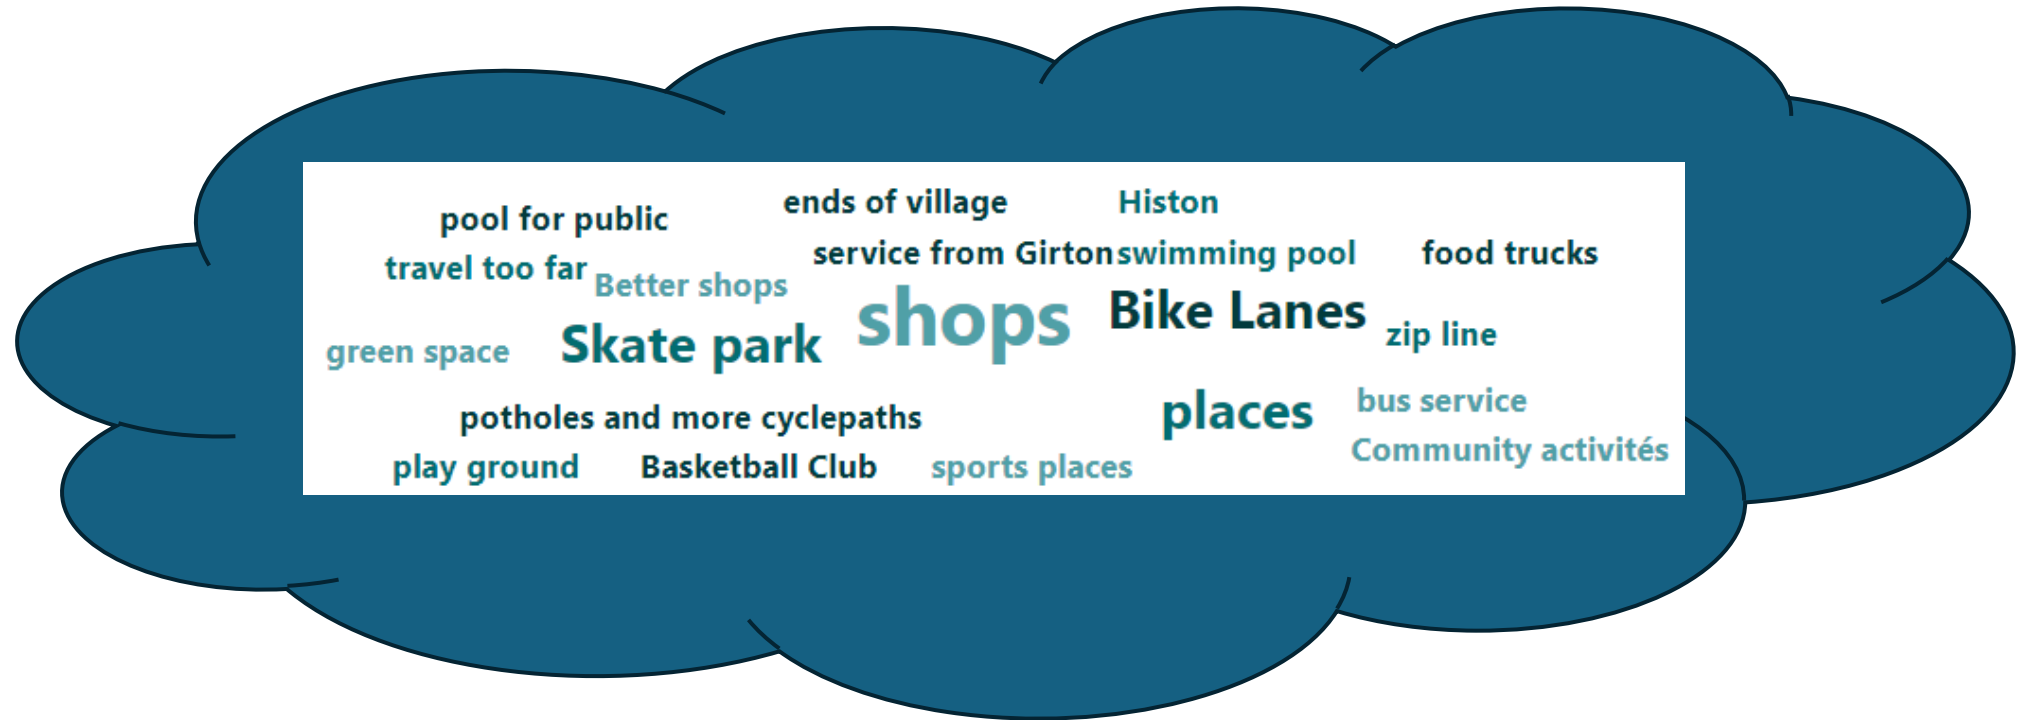 ends of village
Histon
pool for public
service from Girton
swimming pool
food trucks
travel too far
Better shops
shops
Bike Lanes
zip line
Skate park
green space
places
bus service
potholes and more cyclepaths
Community activités
play ground
Basketball Club
sports places